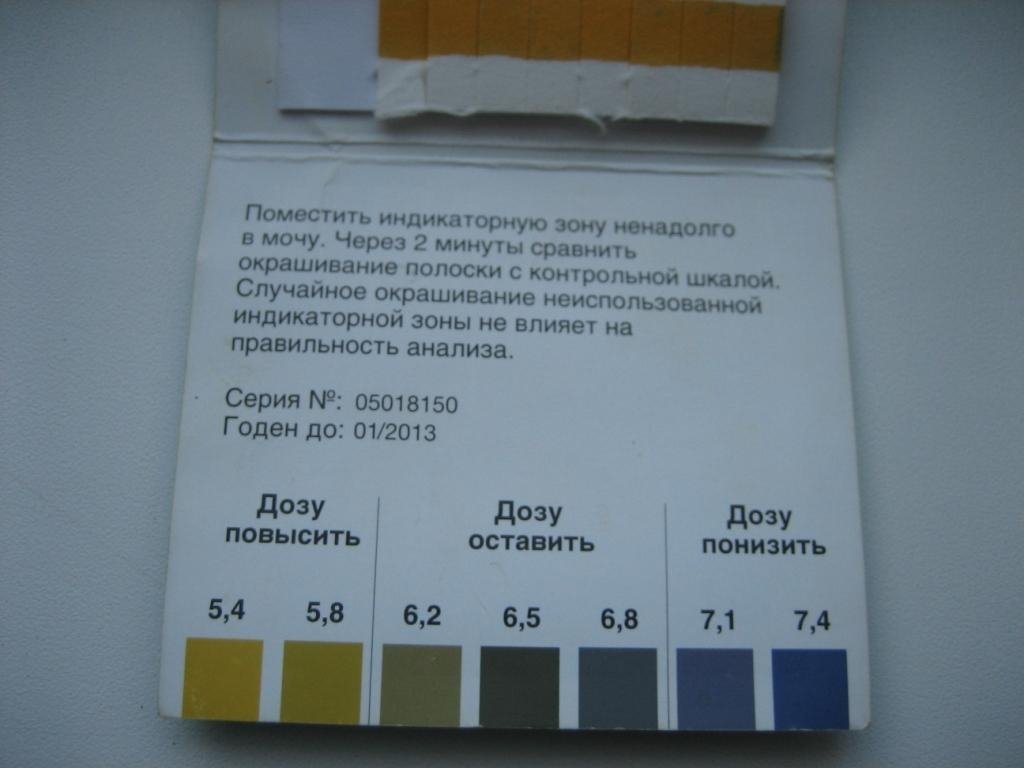 Поместить индикаторную зону ненадолго
в мочу. Через 2 минуты сравнить
окрашивание полоски с контрольной шкалой.
Случайное окрашивание неиспользованной
индикаторной зоны не влияет на
правильность анализа.
Серия №: 05018150
Годен до: 01/2013
Дозу повысить
Дозу оставить
Дозу понизить
5,4 5,8 6,2 6,5 6,8 7,1 7,4